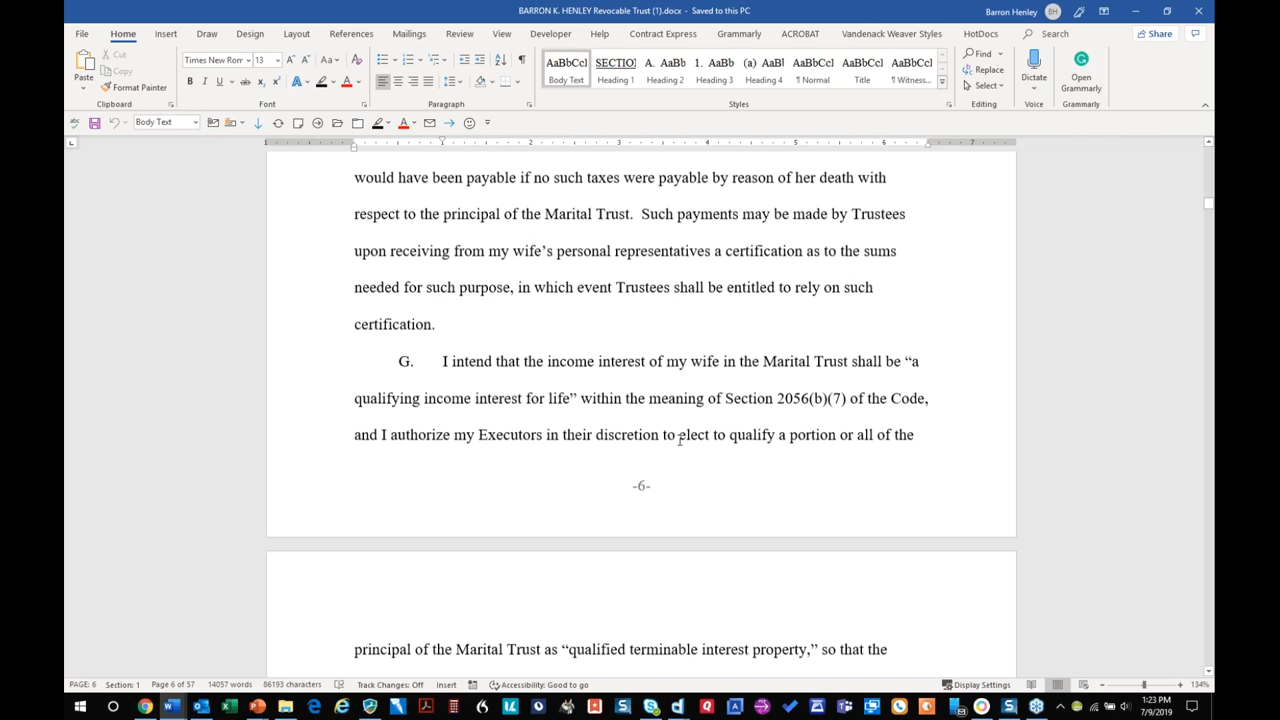 BARRON K. HENLEY Revocable Trust (1).docx - Saved to this PC
Barron Henley BH
File Home Insert Draw Design Layout References Mailings Review View Developer Help Contract Express Grammarly ACROBAT Vandenack Weaver Styles HotDocs Search Share
Paste
Cut
Copy
Format Painter
Clipboard
Times New Rom 13
Font
Paragraph
AaBbCcI SECTIO A. AaBb 1. AaBb (a) AaBl AaBbCcI AaBbCcI AaBbCcI
Body Text Heading 1 Heading 2 Heading 3 Heading 4 ¶ Normal Title ¶ Witness...
Styles
Find
Replace
Select
Editing
Dictate
Voice
Open
Grammarly
Grammarly
Body Text
1 1 2 3 4 5 6 7
would have been payable if no such taxes were payable by reason of her death with
respect to the principal of the Marital Trust. Such payments may be made by Trustees
upon receiving from my wife’s personal representatives a certification as to the sums
needed for such purpose, in which event Trustees shall be entitled to rely on such
certification.
G. I intend that the income interest of my wife in the Marital Trust shall be “a
qualifying income interest for life” within the meaning of Section 2056(b)(7) of the Code,
and I authorize my Executors in their discretion to elect to qualify a portion or all of the
-6-
principal of the Marital Trust as “qualified terminable interest property,” so that the
PAGE: 6 Section: 1 Page 6 of 57 14057 words 86193 characters Track Changes: Off Insert Accessibility: Good to go Display Settings 134%
1:23 PM
7/9/2019